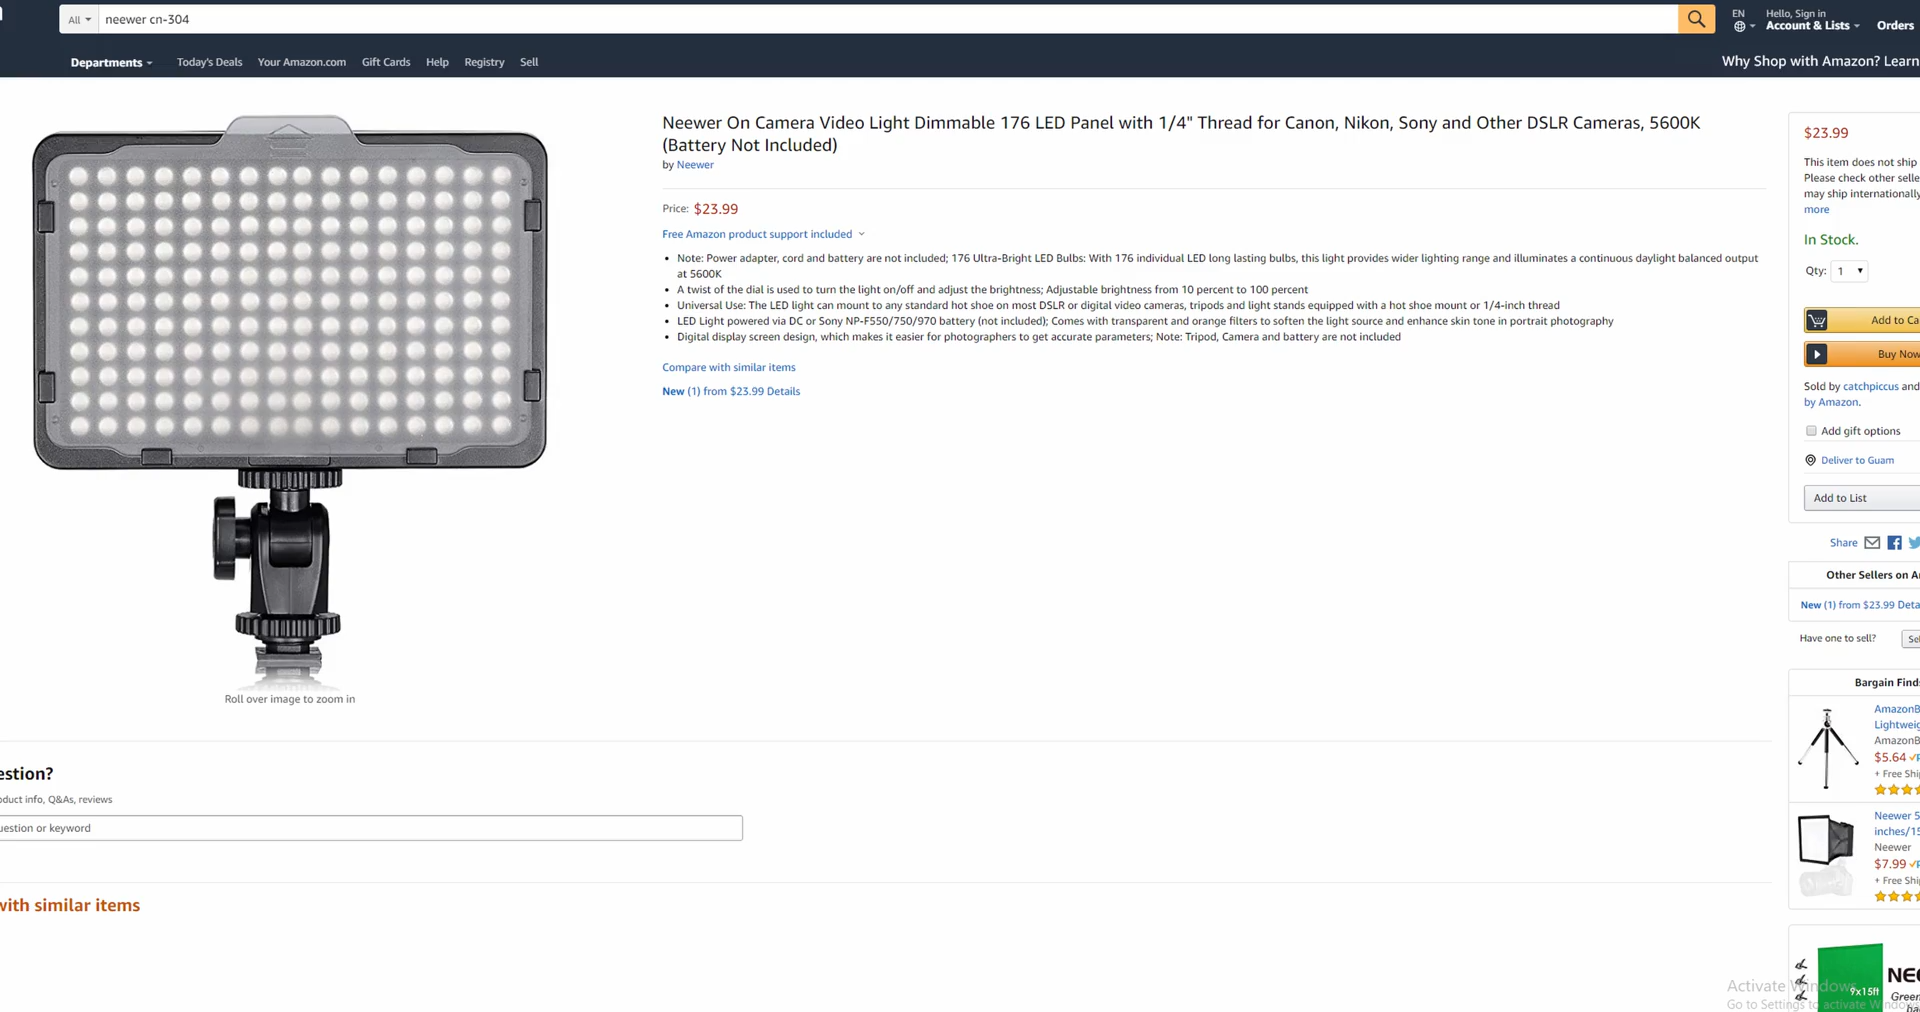 All
neewer cn-304
EN
Hello, Sign in
Account & Lists
Orders
Departments
Today's Deals
Your Amazon.com
Gift Cards
Help
Registry
Sell
Why Shop with Amazon? Learn
Neewer On Camera Video Light Dimmable 176 LED Panel with 1/4" Thread for Canon, Nikon, Sony and Other DSLR Cameras, 5600K
(Battery Not Included)
by Neewer
Price: $23.99
Free Amazon product support included
• Note: Power adapter, cord and battery are not included; 176 Ultra-Bright LED Bulbs: With 176 individual LED long lasting bulbs, this light provides wider lighting range and illuminates a continuous daylight balanced output
at 5600K
• A twist of the dial is used to turn the light on/off and adjust the brightness; Adjustable brightness from 10 percent to 100 percent
• Universal Use: The LED light can mount to any standard hot shoe on most DSLR or digital video cameras, tripods and light stands equipped with a hot shoe mount or 1/4-inch thread
• LED Light powered via DC or Sony NP-F550/750/970 battery (not included); Comes with transparent and orange filters to soften the light source and enhance skin tone in portrait photography
• Digital display screen design, which makes it easier for photographers to get accurate parameters; Note: Tripod, Camera and battery are not included
Compare with similar items
New (1) from $23.99 Details
Roll over image to zoom in
$23.99
This item does not ship
Please check other selle
may ship internationally
more
In Stock.
Qty: 1
Add to Ca
Buy Now
Sold by catchpiccus and
by Amazon.
Add gift options
Deliver to Guam
Add to List
Share
Other Sellers on A
New (1) from $23.99 Deta
Have one to sell?
Sel
Bargain Finds
AmazonB
Lightweig
AmazonB
$5.64
+ Free Ship
Neewer 5
inches/15
Neewer
$7.99
+ Free Ship
estion?
oduct info, Q&As, reviews
uestion or keyword
with similar items
9x15ft
NEE
Green
ba
Activate Windows
Go to Settings to activate Windows